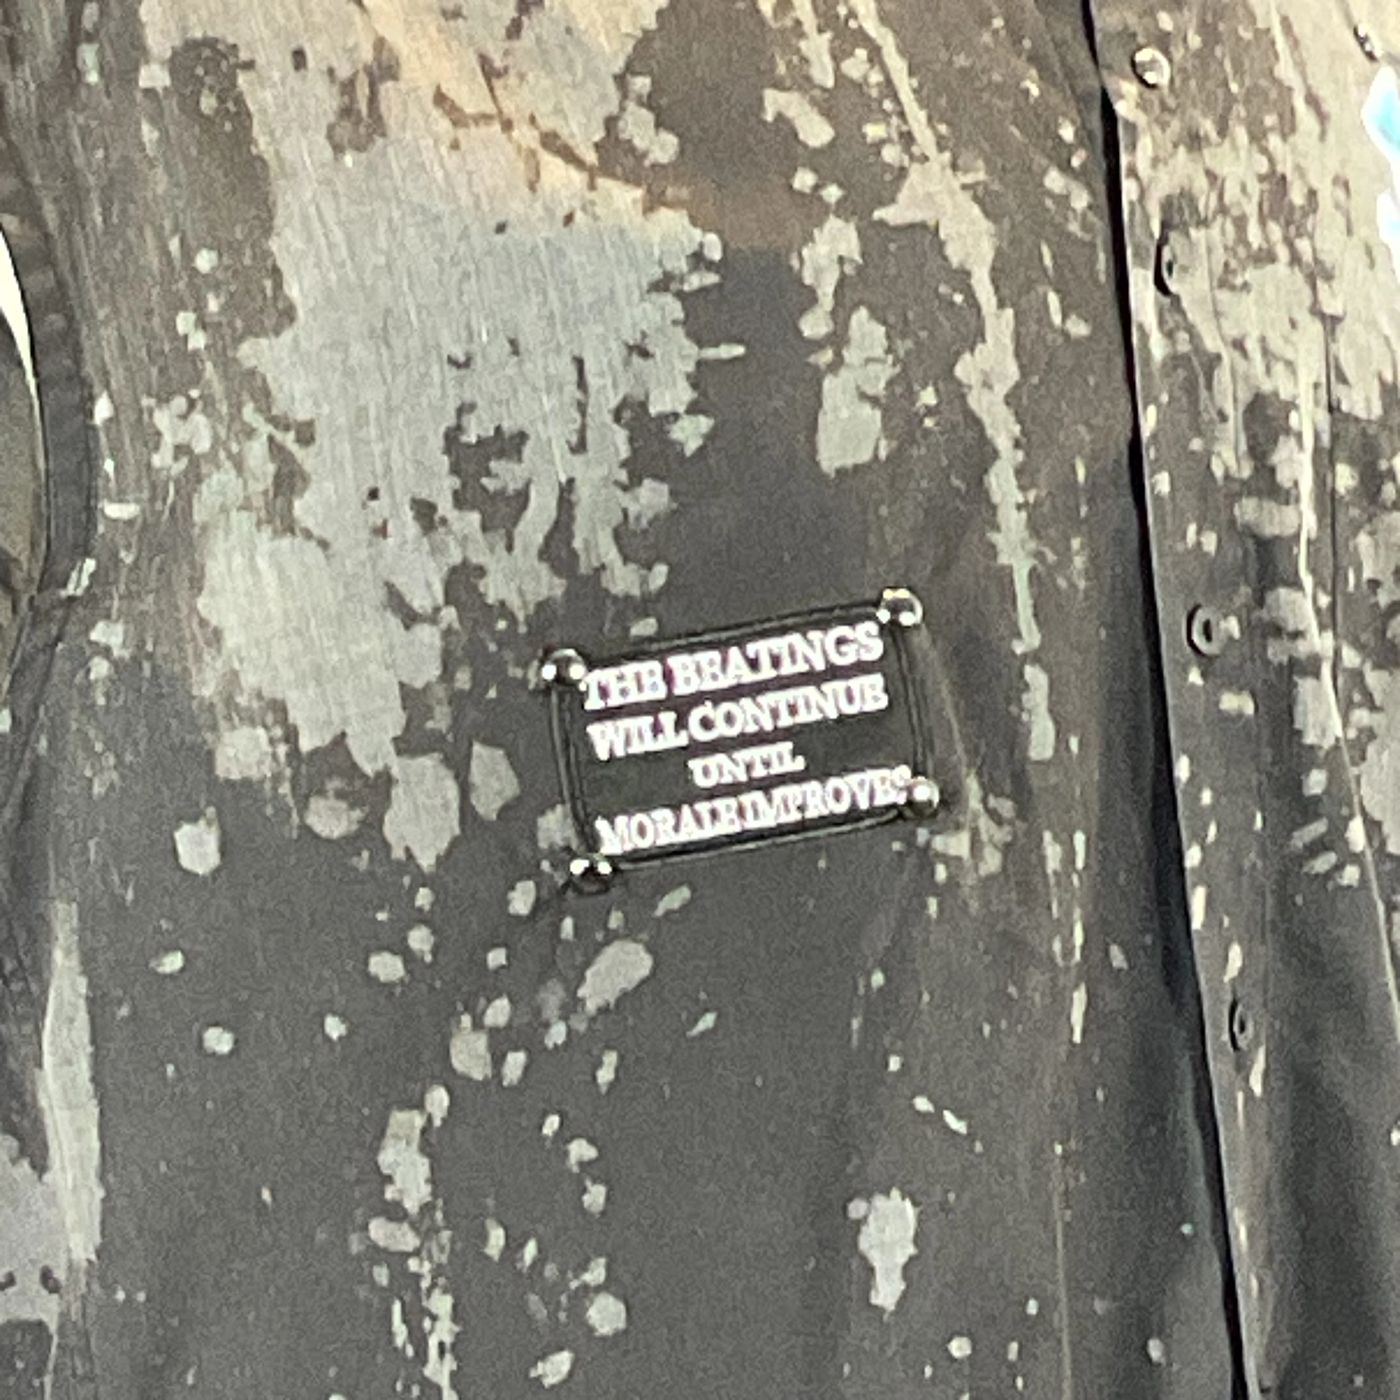 THE BEATINGS
WILL CONTINUE
UNTIL
MORALE IMPROVES